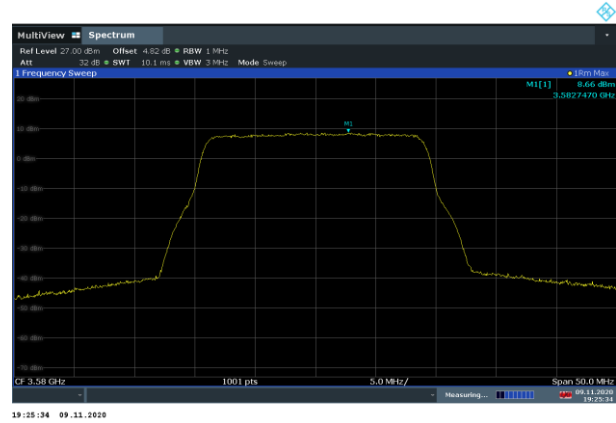 MultiView Spectrum
Ref Level 27.00 dBm Offset 4.82 dB RBW 1 MHz
Att 32 dB SWT 10.1 ms VBW 3 MHz Mode Sweep
1 Frequency Sweep 1Rm Max
M1[1] 8.66 dBm
3.5827470 GHz
20 dBm
M1
10 dBm
0 dBm
-10 dBm
-20 dBm
-30 dBm
-40 dBm
-50 dBm
-60 dBm
-70 dBm
CF 3.58 GHz 1001 pts 5.0 MHz/ Span 50.0 MHz
Measuring... 09.11.2020
19:25:34
19:25:34 09.11.2020